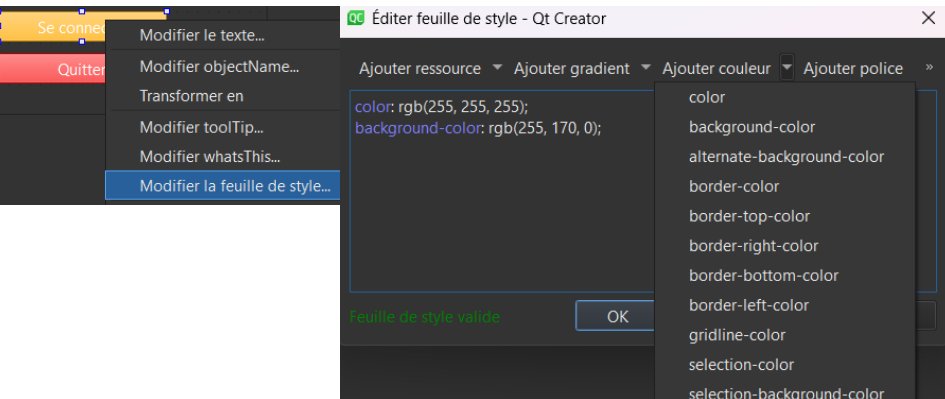 Se connec
Quitter
Modifier le texte...
Modifier objectName...
Transformer en
Modifier toolTip...
Modifier whatsThis...
Modifier la feuille de style...
QC Éditer feuille de style - Qt Creator
Ajouter ressource Ajouter gradient Ajouter couleur Ajouter police »
color: rgb(255, 255, 255);
background-color: rgb(255, 170, 0);
Feuille de style valide
OK
color
background-color
alternate-background-color
border-color
border-top-color
border-right-color
border-bottom-color
border-left-color
gridline-color
selection-color
selection-background-color